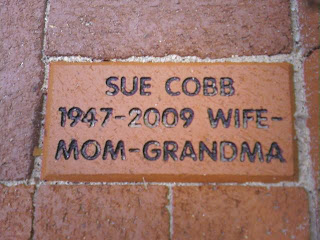 SUE COBB
1947-2009 WIFE-
MOM-GRANDMA